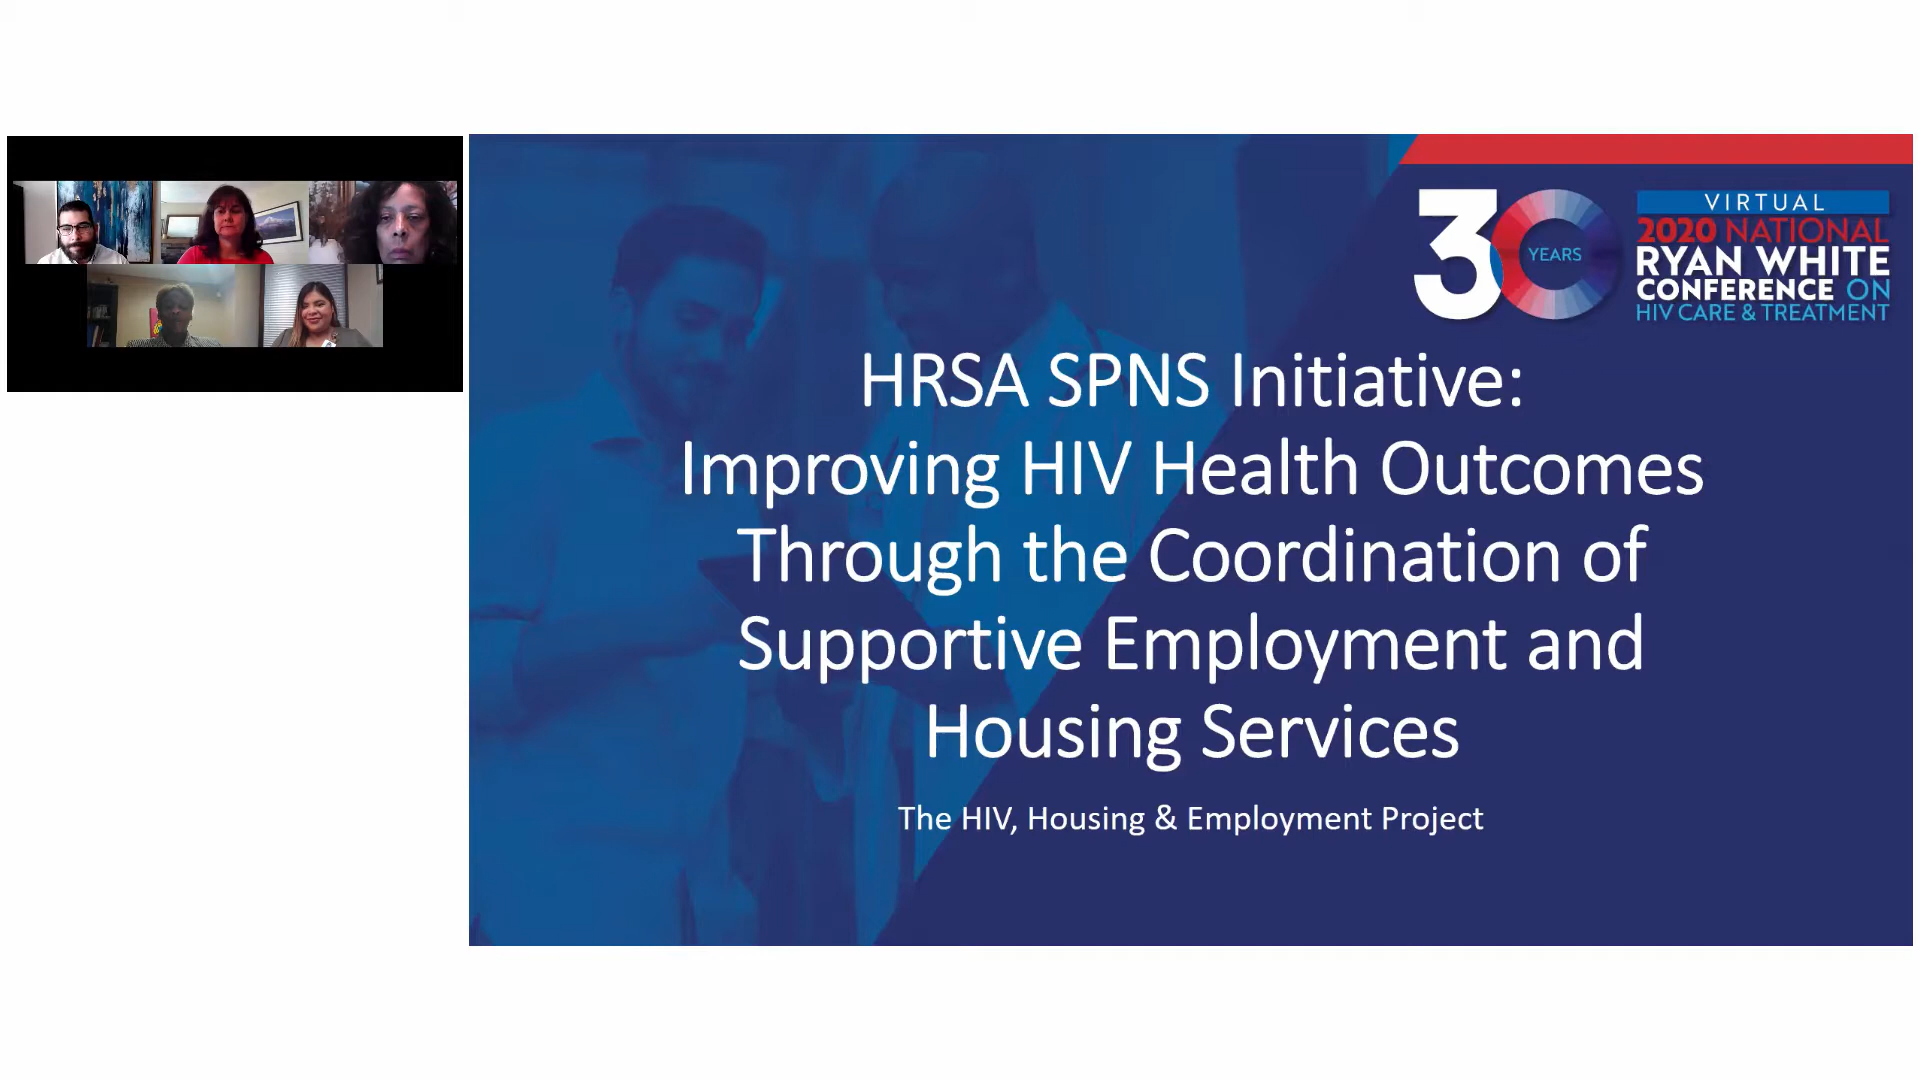 30
YEARS
VIRTUAL
2020 NATIONAL
RYAN WHITE
CONFERENCE ON
HIV CARE & TREATMENT
HRSA SPNS Initiative:
Improving HIV Health Outcomes
Through the Coordination of
Supportive Employment and
Housing Services
The HIV, Housing & Employment Project